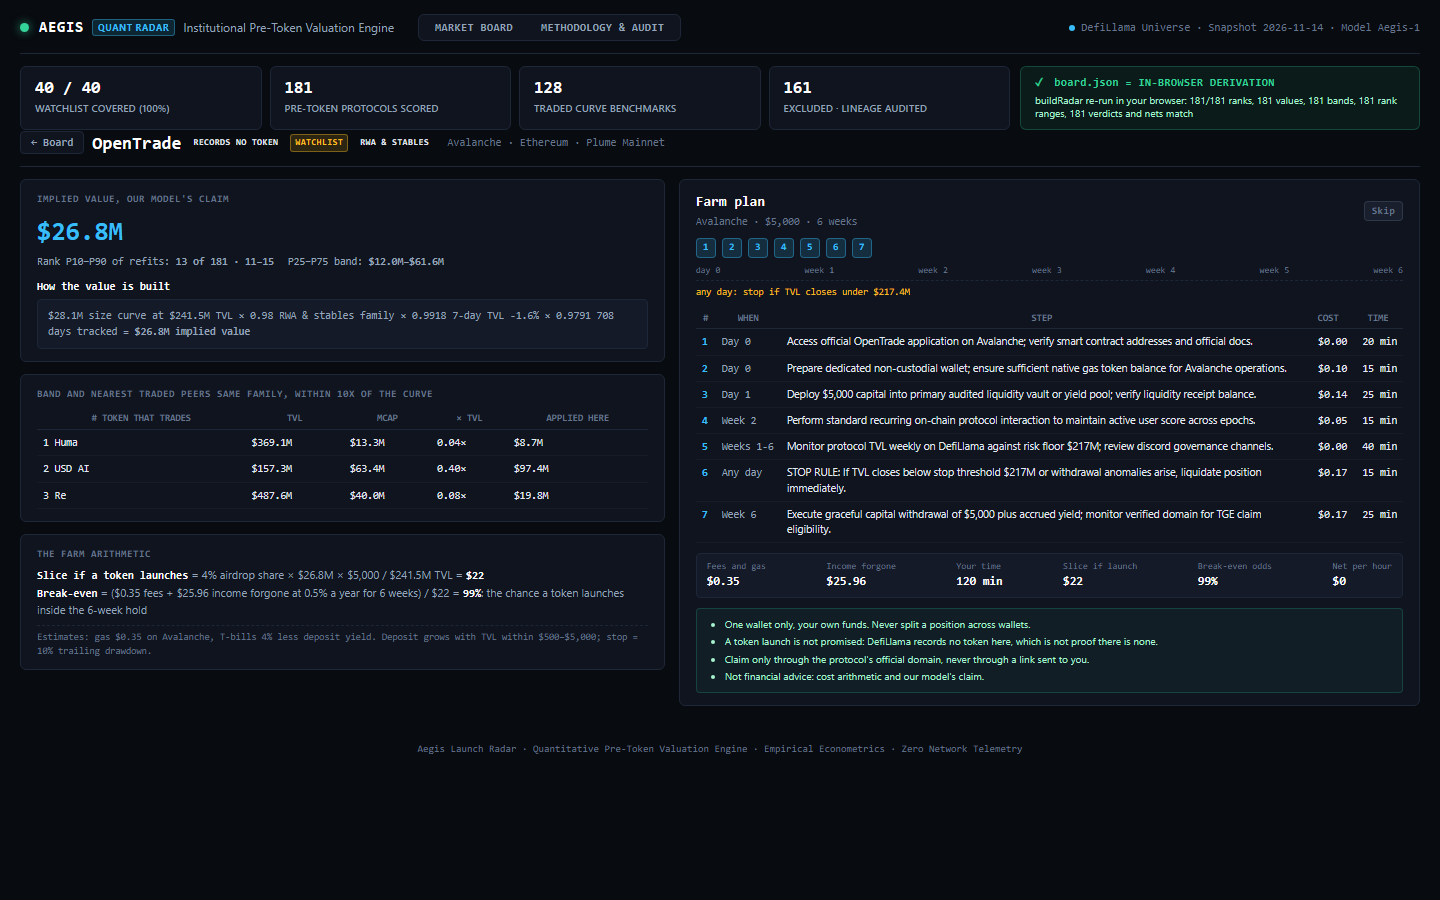 AEGIS QUANT RADAR Institutional Pre-Token Valuation Engine MARKET BOARD METHODOLOGY & AUDIT DefiLlama Universe · Snapshot 2026-11-14 · Model Aegis-1
40 / 40
WATCHLIST COVERED (100%)
181
PRE-TOKEN PROTOCOLS SCORED
128
TRADED CURVE BENCHMARKS
161
EXCLUDED · LINEAGE AUDITED
✓ board.json = IN-BROWSER DERIVATION
buildRadar re-run in your browser: 181/181 ranks, 181 values, 181 bands, 181 rank
ranges, 181 verdicts and nets match
← Board OpenTrade RECORDS NO TOKEN WATCHLIST RWA & STABLES Avalanche · Ethereum · Plume Mainnet
IMPLIED VALUE, OUR MODEL'S CLAIM
$26.8M
Rank P10–P90 of refits: 13 of 181 · 11–15 P25–P75 band: $12.0M–$61.6M
How the value is built
$28.1M size curve at $241.5M TVL × 0.98 RWA & stables family × 0.9918 7-day TVL -1.6% × 0.9791 708
days tracked = $26.8M implied value
BAND AND NEAREST TRADED PEERS SAME FAMILY, WITHIN 10X OF THE CURVE
# TOKEN THAT TRADES TVL MCAP × TVL APPLIED HERE
1 Huma $369.1M $13.3M 0.04× $8.7M
2 USD AI $157.3M $63.4M 0.40× $97.4M
3 Re $487.6M $40.0M 0.08× $19.8M
THE FARM ARITHMETIC
Slice if a token launches = 4% airdrop share × $26.8M × $5,000 / $241.5M TVL = $22
Break-even = ($0.35 fees + $25.96 income forgone at 0.5% a year for 6 weeks) / $22 = 99%: the chance a token launches
inside the 6-week hold
Estimates: gas $0.35 on Avalanche, T-bills 4% less deposit yield. Deposit grows with TVL within $500–$5,000; stop =
10% trailing drawdown.
Farm plan
Avalanche · $5,000 · 6 weeks
Skip
1 2 3 4 5 6 7
day 0 week 1 week 2 week 3 week 4 week 5 week 6
any day: stop if TVL closes under $217.4M
# WHEN STEP COST TIME
1 Day 0 Access official OpenTrade application on Avalanche; verify smart contract addresses and official docs. $0.00 20 min
2 Day 0 Prepare dedicated non-custodial wallet; ensure sufficient native gas token balance for Avalanche operations. $0.10 15 min
3 Day 1 Deploy $5,000 capital into primary audited liquidity vault or yield pool; verify liquidity receipt balance. $0.14 25 min
4 Week 2 Perform standard recurring on-chain protocol interaction to maintain active user score across epochs. $0.05 15 min
5 Weeks 1-6 Monitor protocol TVL weekly on DefiLlama against risk floor $217M; review discord governance channels. $0.00 40 min
6 Any day STOP RULE: If TVL closes below stop threshold $217M or withdrawal anomalies arise, liquidate position $0.17 15 min
immediately.
7 Week 6 Execute graceful capital withdrawal of $5,000 plus accrued yield; monitor verified domain for TGE claim $0.17 25 min
eligibility.
Fees and gas Income forgone Your time Slice if launch Break-even odds Net per hour
$0.35 $25.96 120 min $22 99% $0
• One wallet only, your own funds. Never split a position across wallets.
• A token launch is not promised: DefiLlama records no token here, which is not proof there is none.
• Claim only through the protocol's official domain, never through a link sent to you.
• Not financial advice: cost arithmetic and our model's claim.
Aegis Launch Radar · Quantitative Pre-Token Valuation Engine · Empirical Econometrics · Zero Network Telemetry